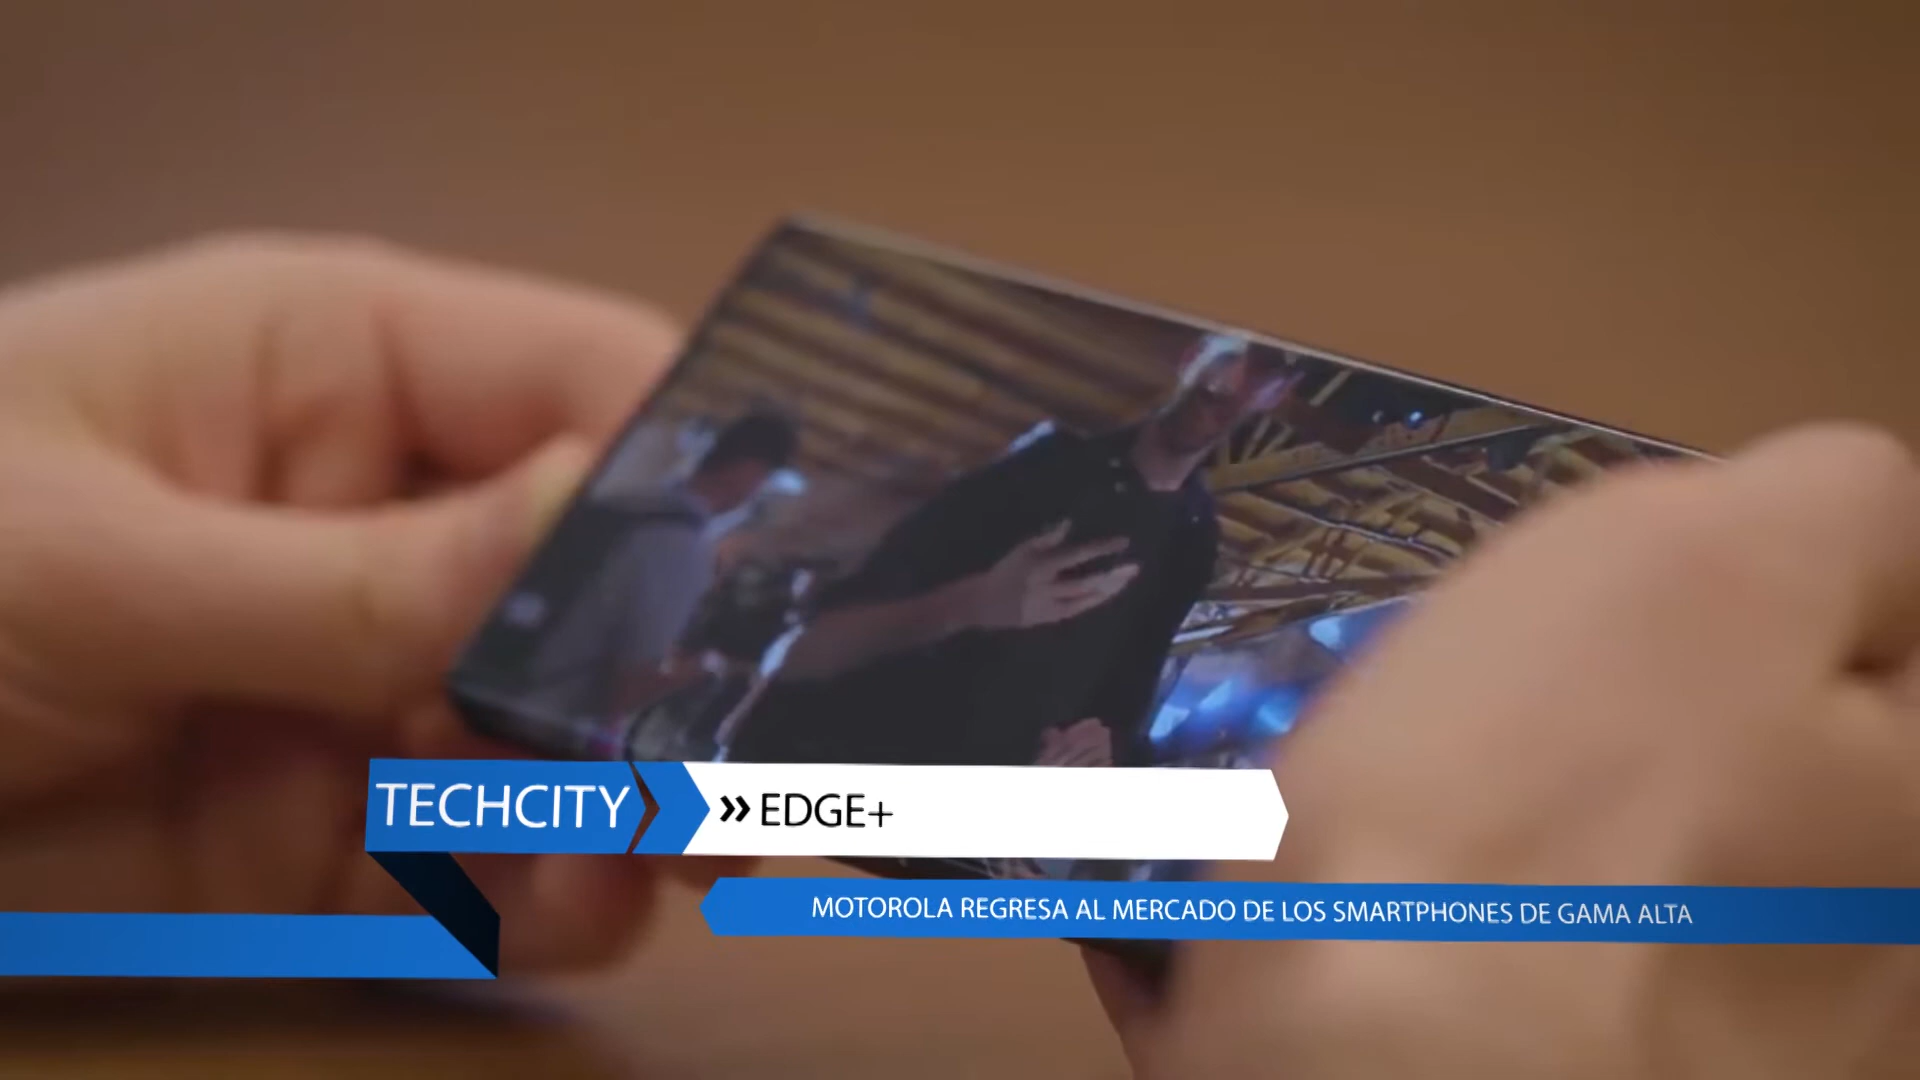 TECHCITY
» EDGE+
MOTOROLA REGRESA AL MERCADO DE LOS SMARTPHONES DE GAMA ALTA